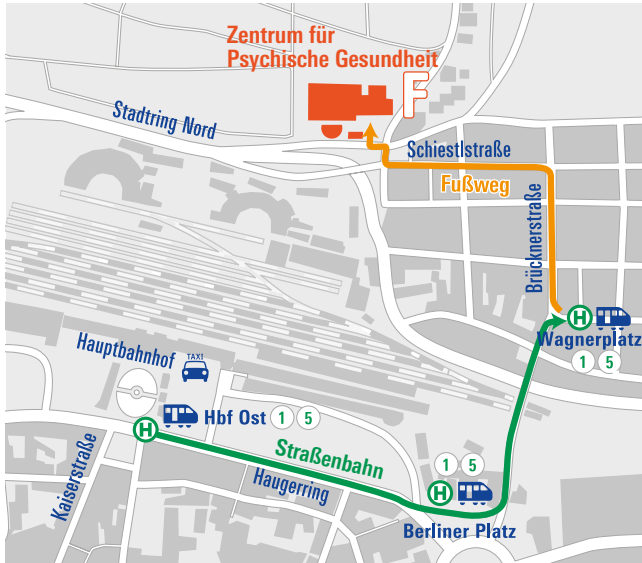 Zentrum für
Psychische Gesundheit
F
Stadtring Nord
Schiestlstraße
Fußweg
Brücknerstraße
H
Wagnerplatz
1 5
Hauptbahnhof
TAXI
Hbf Ost 1 5
H
Straßenbahn
Kaiserstraße
Haugerring
1 5
H
Berliner Platz